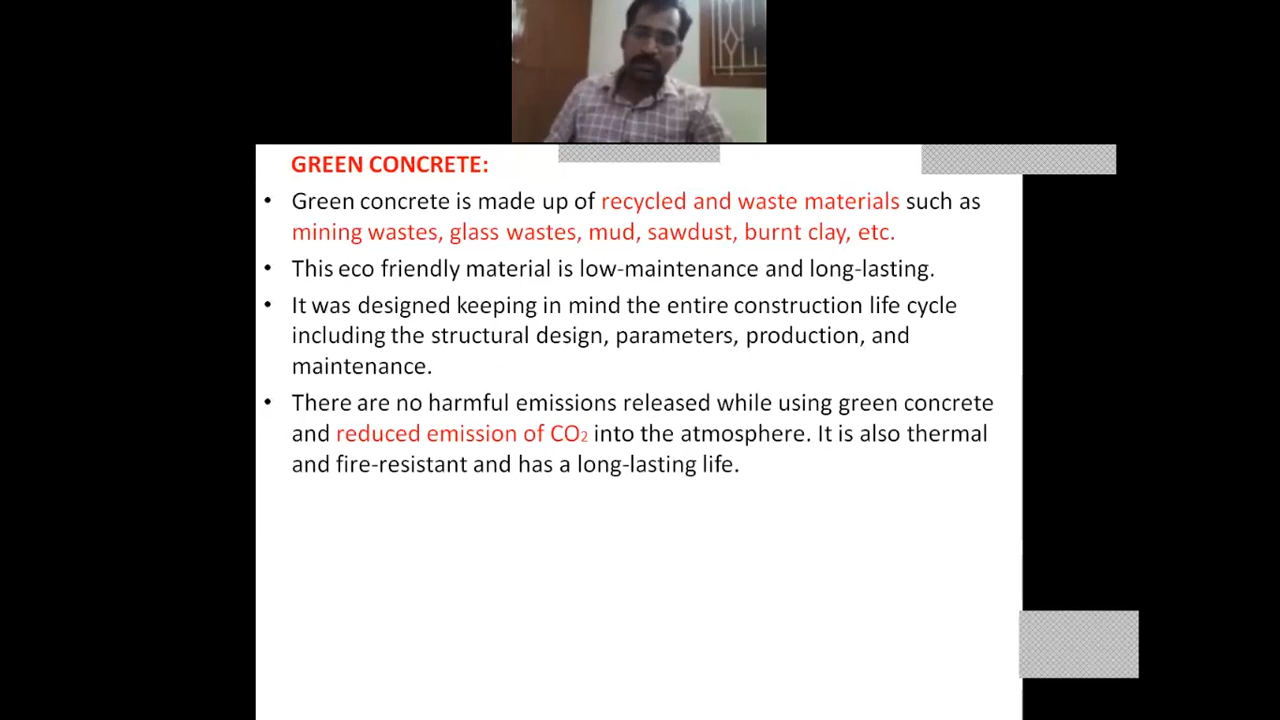 GREEN CONCRETE:
• Green concrete is made up of recycled and waste materials such as
mining wastes, glass wastes, mud, sawdust, burnt clay, etc.
• This eco friendly material is low-maintenance and long-lasting.
• It was designed keeping in mind the entire construction life cycle
including the structural design, parameters, production, and
maintenance.
• There are no harmful emissions released while using green concrete
and reduced emission of CO₂ into the atmosphere. It is also thermal
and fire-resistant and has a long-lasting life.